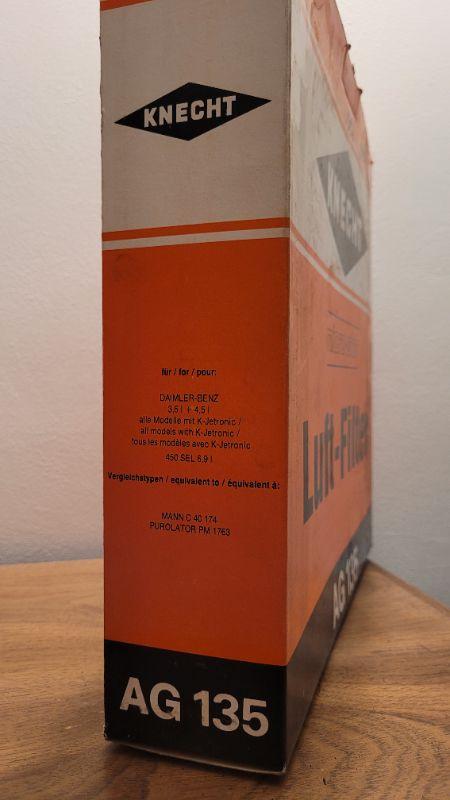 KNECHT
für / for / pour:
DAIMLER-BENZ
3,5 l + 4,5 l
alle Modelle mit K-Jetronic /
all models with K-Jetronic /
tous les modèles avec K-Jetronic
450 SEL 6,9 l
Vergleichstypen / equivalent to / équivalent à:
MANN C 40 174
PUROLATOR PM 1763
AG 135
KNECHT
Luft-Filter
AG 135